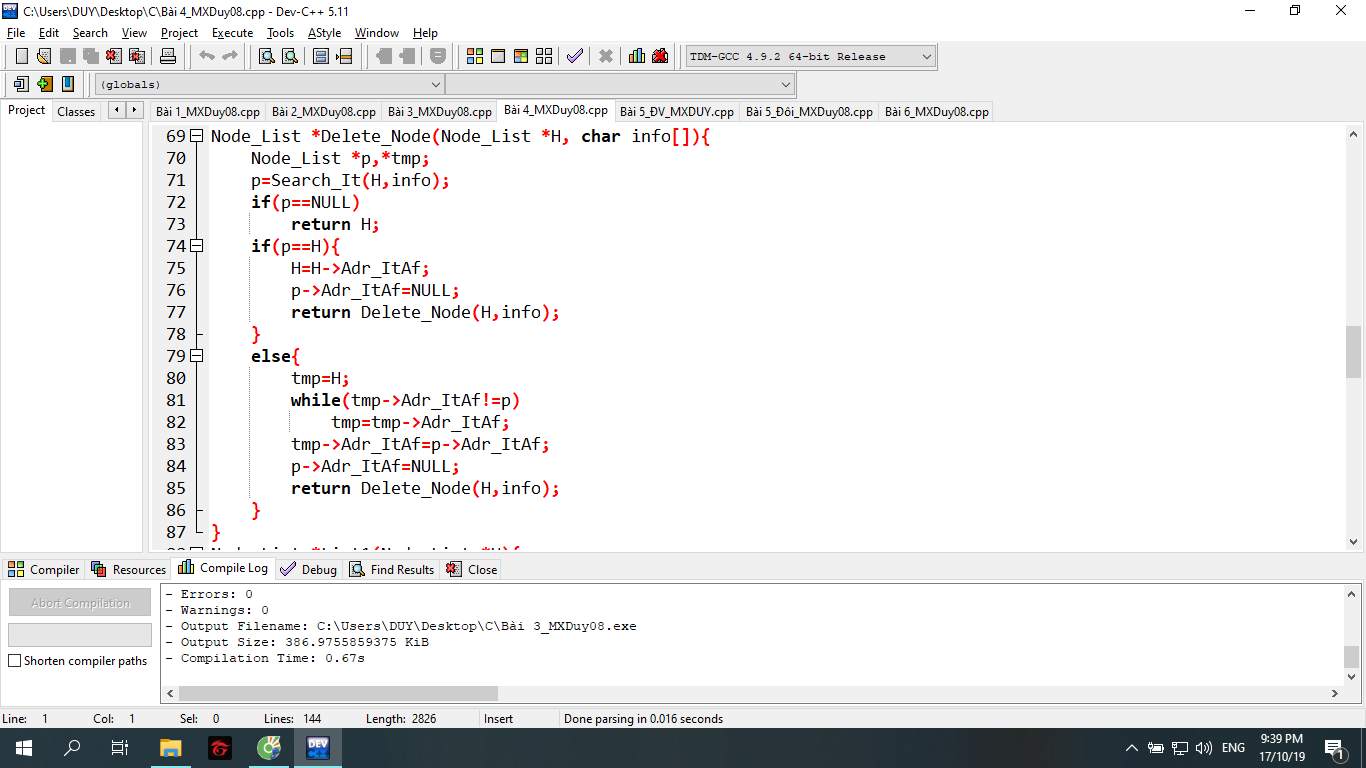 C:\Users\DUY\Desktop\C\Bài 4_MXDuy08.cpp - Dev-C++ 5.11
File Edit Search View Project Execute Tools AStyle Window Help
TDM-GCC 4.9.2 64-bit Release
(globals)
Project Classes Bài 1_MXDuy08.cpp Bài 2_MXDuy08.cpp Bài 3_MXDuy08.cpp Bài 4_MXDuy08.cpp Bài 5_ĐV_MXDUY.cpp Bài 5_Đôi_MXDuy08.cpp Bài 6_MXDuy08.cpp
69 Node_List *Delete_Node(Node_List *H, char info[]){
70 Node_List *p,*tmp;
71 p=Search_It(H,info);
72 if(p==NULL)
73 return H;
74 if(p==H){
75 H=H->Adr_ItAf;
76 p->Adr_ItAf=NULL;
77 return Delete_Node(H,info);
78 }
79 else{
80 tmp=H;
81 while(tmp->Adr_ItAf!=p)
82 tmp=tmp->Adr_ItAf;
83 tmp->Adr_ItAf=p->Adr_ItAf;
84 p->Adr_ItAf=NULL;
85 return Delete_Node(H,info);
86 }
87 }
Compiler Resources Compile Log Debug Find Results Close
Abort Compilation
Shorten compiler paths
- Errors: 0
- Warnings: 0
- Output Filename: C:\Users\DUY\Desktop\C\Bài 3_MXDuy08.exe
- Output Size: 386.9755859375 KiB
- Compilation Time: 0.67s
Line: 1 Col: 1 Sel: 0 Lines: 144 Length: 2826 Insert Done parsing in 0.016 seconds
DEV
ENG
9:39 PM
17/10/19
1